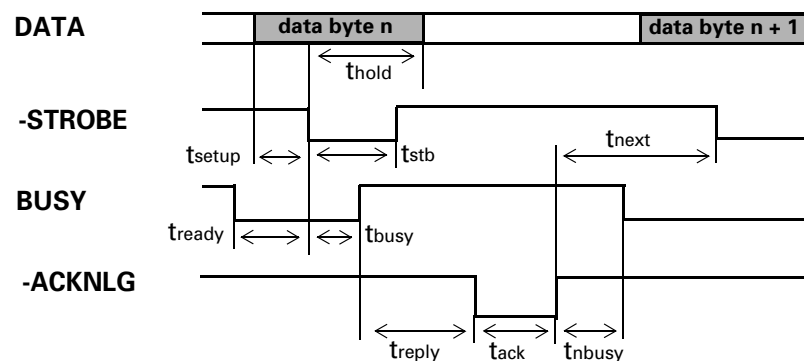 DATA
data byte n
data byte n + 1
thold
-STROBE
tsetup
tstb
tnext
BUSY
tready
tbusy
-ACKNLG
treply
tack
tnbusy